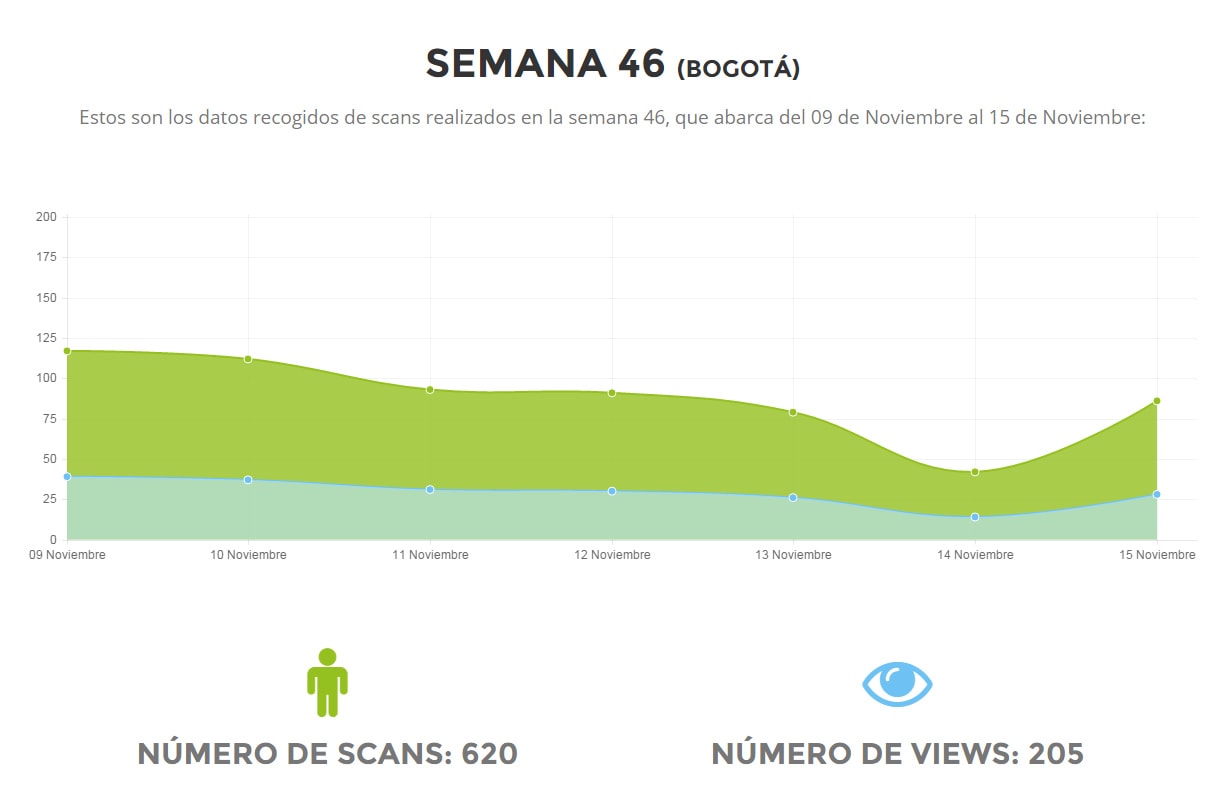 SEMANA 46 (BOGOTÁ)
Estos son los datos recogidos de scans realizados en la semana 46, que abarca del 09 de Noviembre al 15 de Noviembre:
200
175
150
125
100
75
50
25
0
09 Noviembre 10 Noviembre 11 Noviembre 12 Noviembre 13 Noviembre 14 Noviembre 15 Noviembre
NÚMERO DE SCANS: 620 NÚMERO DE VIEWS: 205